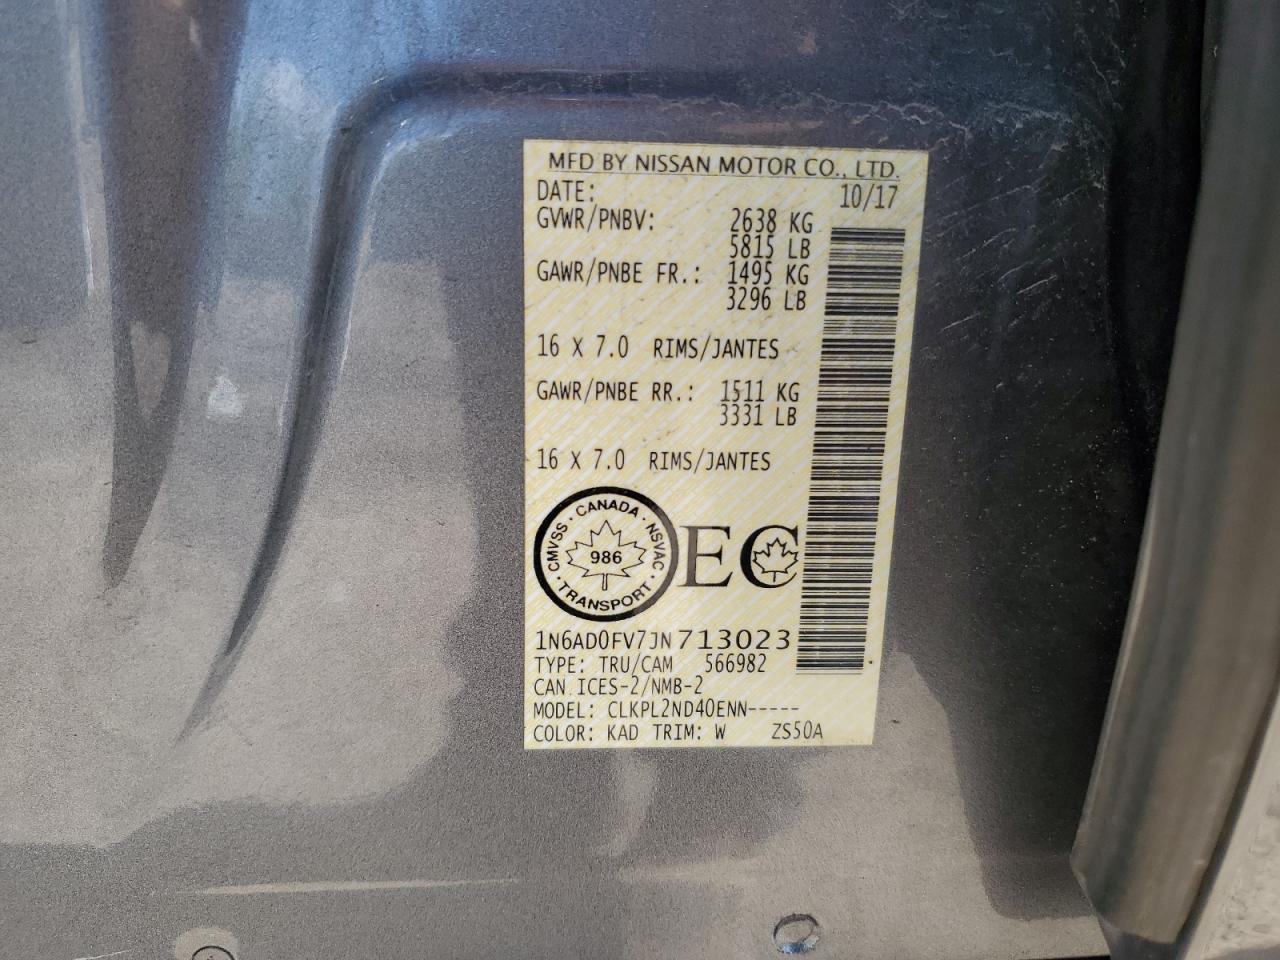 MFD BY NISSAN MOTOR CO., LTD.
DATE: 10/17
GVWR/PNBV: 2638 KG
5815 LB
GAWR/PNBE FR.: 1495 KG
3296 LB
16 X 7.0 RIMS/JANTES
GAWR/PNBE RR.: 1511 KG
3331 LB
16 X 7.0 RIMS/JANTES
CMVSS · CANADA · NSVAC · TRANSPORT ·
986
EC
1N6AD0FV7JN713023
TYPE: TRU/CAM 566982
CAN ICES-2/NMB-2
MODEL: CLKPL2ND40ENN-----
COLOR: KAD TRIM: W ZS50A